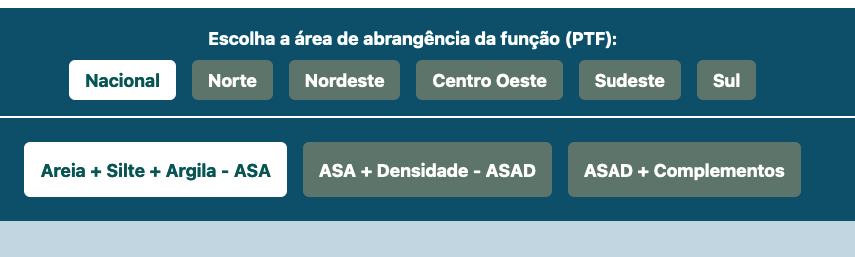 Escolha a área de abrangência da função (PTF):
Nacional Norte Nordeste Centro Oeste Sudeste Sul
Areia + Silte + Argila - ASA ASA + Densidade - ASAD ASAD + Complementos